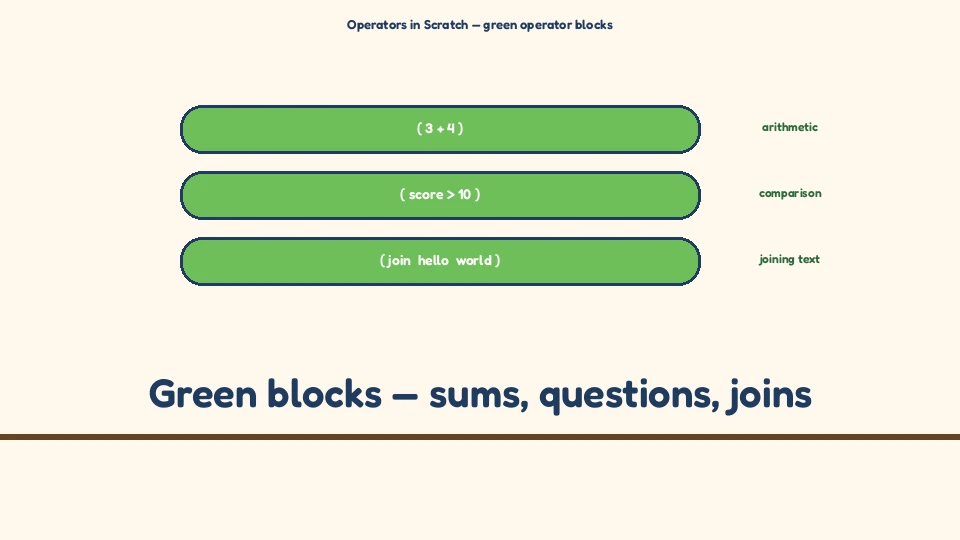 Operators in Scratch — green operator blocks
( 3 + 4 )
arithmetic
( score > 10 )
comparison
( join hello world )
joining text
Green blocks — sums, questions, joins